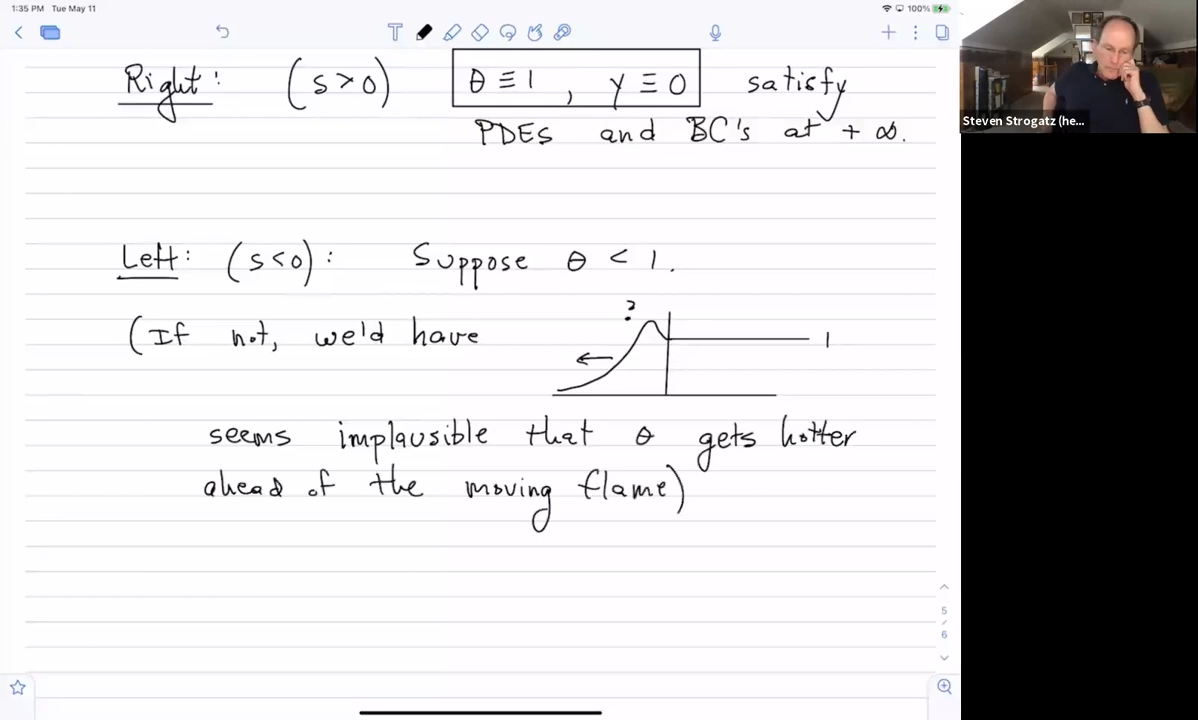 1:35 PM Tue May 11
100%
Steven Strogatz (he...
Right: (s > 0) θ ≡ 1 , y ≡ 0 satisfy
PDEs and BC's at + ∞.
Left: (s < 0): Suppose θ < 1.
?
(If not, we'd have
1
seems implausible that θ gets hotter
ahead of the moving flame)
5
/
6